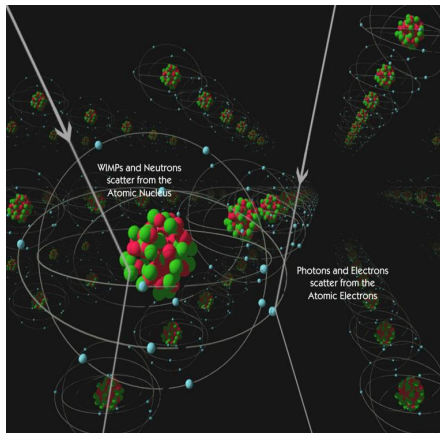 WIMPs and Neutrons
scatter from the
Atomic Nucleus
Photons and Electrons
scatter from the
Atomic Electrons